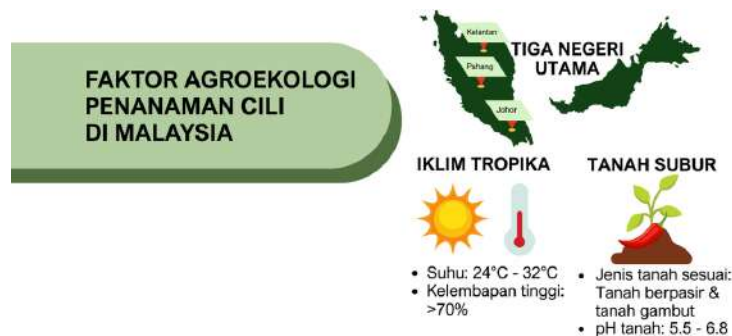 FAKTOR AGROEKOLOGI
PENANAMAN CILI
DI MALAYSIA
Kelantan
Pahang
Johor
TIGA NEGERI
UTAMA
IKLIM TROPIKA
• Suhu: 24°C - 32°C
• Kelembapan tinggi:
>70%
TANAH SUBUR
• Jenis tanah sesuai:
Tanah berpasir &
tanah gambut
• pH tanah: 5.5 - 6.8